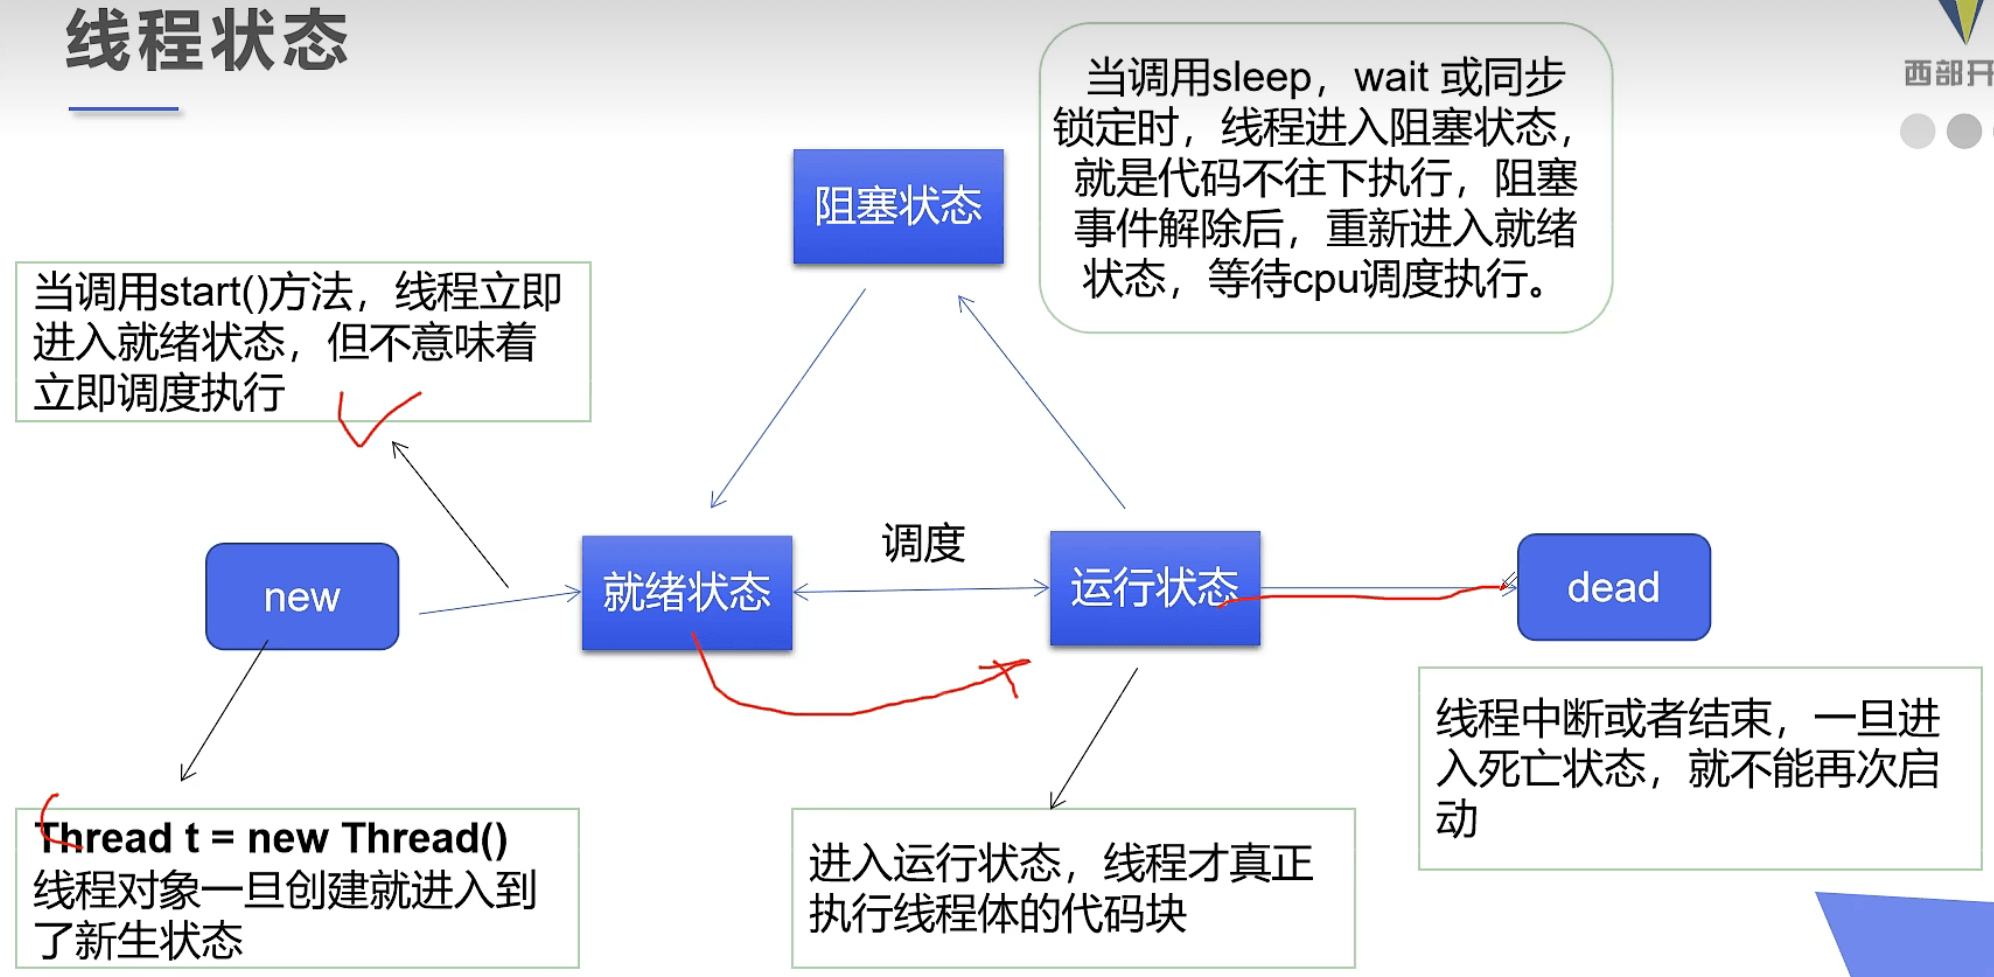 线程状态
西部开
当调用sleep，wait 或同步
锁定时，线程进入阻塞状态，
就是代码不往下执行，阻塞
事件解除后，重新进入就绪
状态，等待cpu调度执行。
阻塞状态
当调用start()方法，线程立即
进入就绪状态，但不意味着
立即调度执行
调度
new
就绪状态
运行状态
dead
Thread t = new Thread()
线程对象一旦创建就进入到
了新生状态
进入运行状态，线程才真正
执行线程体的代码块
线程中断或者结束，一旦进
入死亡状态，就不能再次启
动